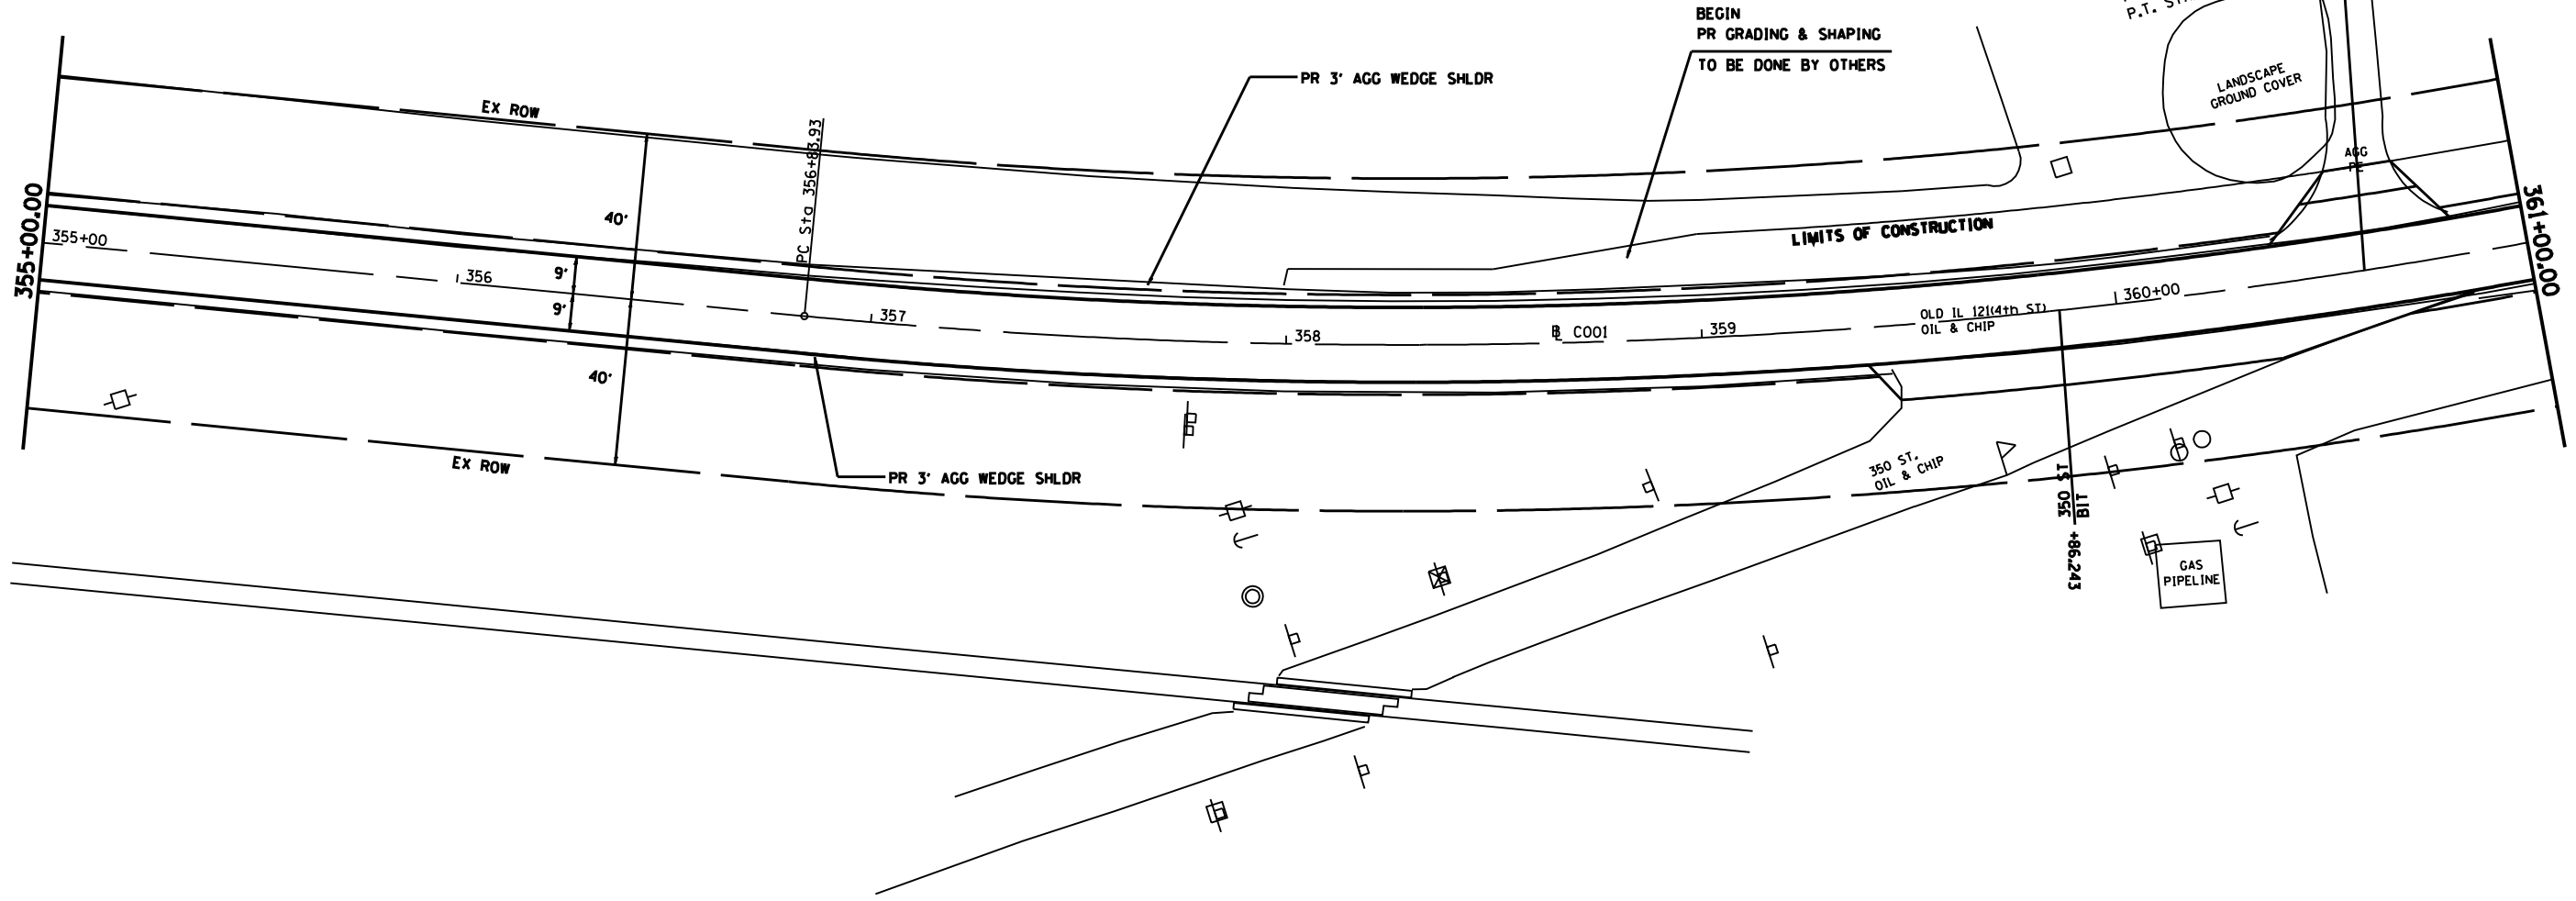 BEGIN
PR GRADING & SHAPING
TO BE DONE BY OTHERS
P.T.
PR 3' AGG WEDGE SHLDR
LANDSCAPE
GROUND COVER
EX ROW
PC Sta 356+83.93
AGG
PE
355+00.00
361+00.00
40'
LIMITS OF CONSTRUCTION
355+00
356
9'
9'
357
358
℄ C001
359
360+00
OLD IL 121(4th ST)
OIL & CHIP
40'
EX ROW
PR 3' AGG WEDGE SHLDR
350 ST.
OIL & CHIP
350 ST
BIT
+86.243
GAS
PIPELINE